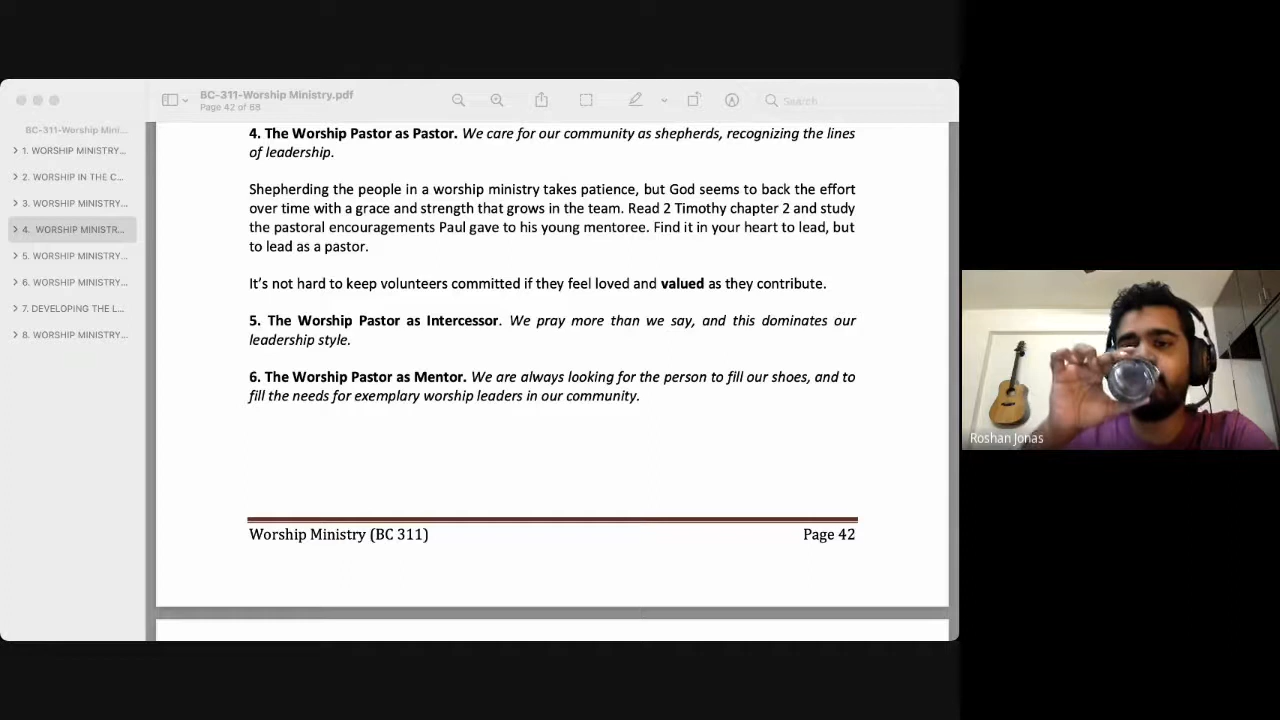 BC-311-Worship Ministry.pdf
Page 42 of 68
Search
BC-311-Worship Mini...
1. WORSHIP MINISTRY...
2. WORSHIP IN THE C...
3. WORSHIP MINISTRY...
4. WORSHIP MINISTR...
5. WORSHIP MINISTRY...
6. WORSHIP MINISTRY...
7. DEVELOPING THE L...
8. WORSHIP MINISTRY...
4. The Worship Pastor as Pastor. We care for our community as shepherds, recognizing the lines
of leadership.
Shepherding the people in a worship ministry takes patience, but God seems to back the effort
over time with a grace and strength that grows in the team. Read 2 Timothy chapter 2 and study
the pastoral encouragements Paul gave to his young mentoree. Find it in your heart to lead, but
to lead as a pastor.
It's not hard to keep volunteers committed if they feel loved and valued as they contribute.
5. The Worship Pastor as Intercessor. We pray more than we say, and this dominates our
leadership style.
6. The Worship Pastor as Mentor. We are always looking for the person to fill our shoes, and to
fill the needs for exemplary worship leaders in our community.
Worship Ministry (BC 311)
Page 42
Roshan Jonas